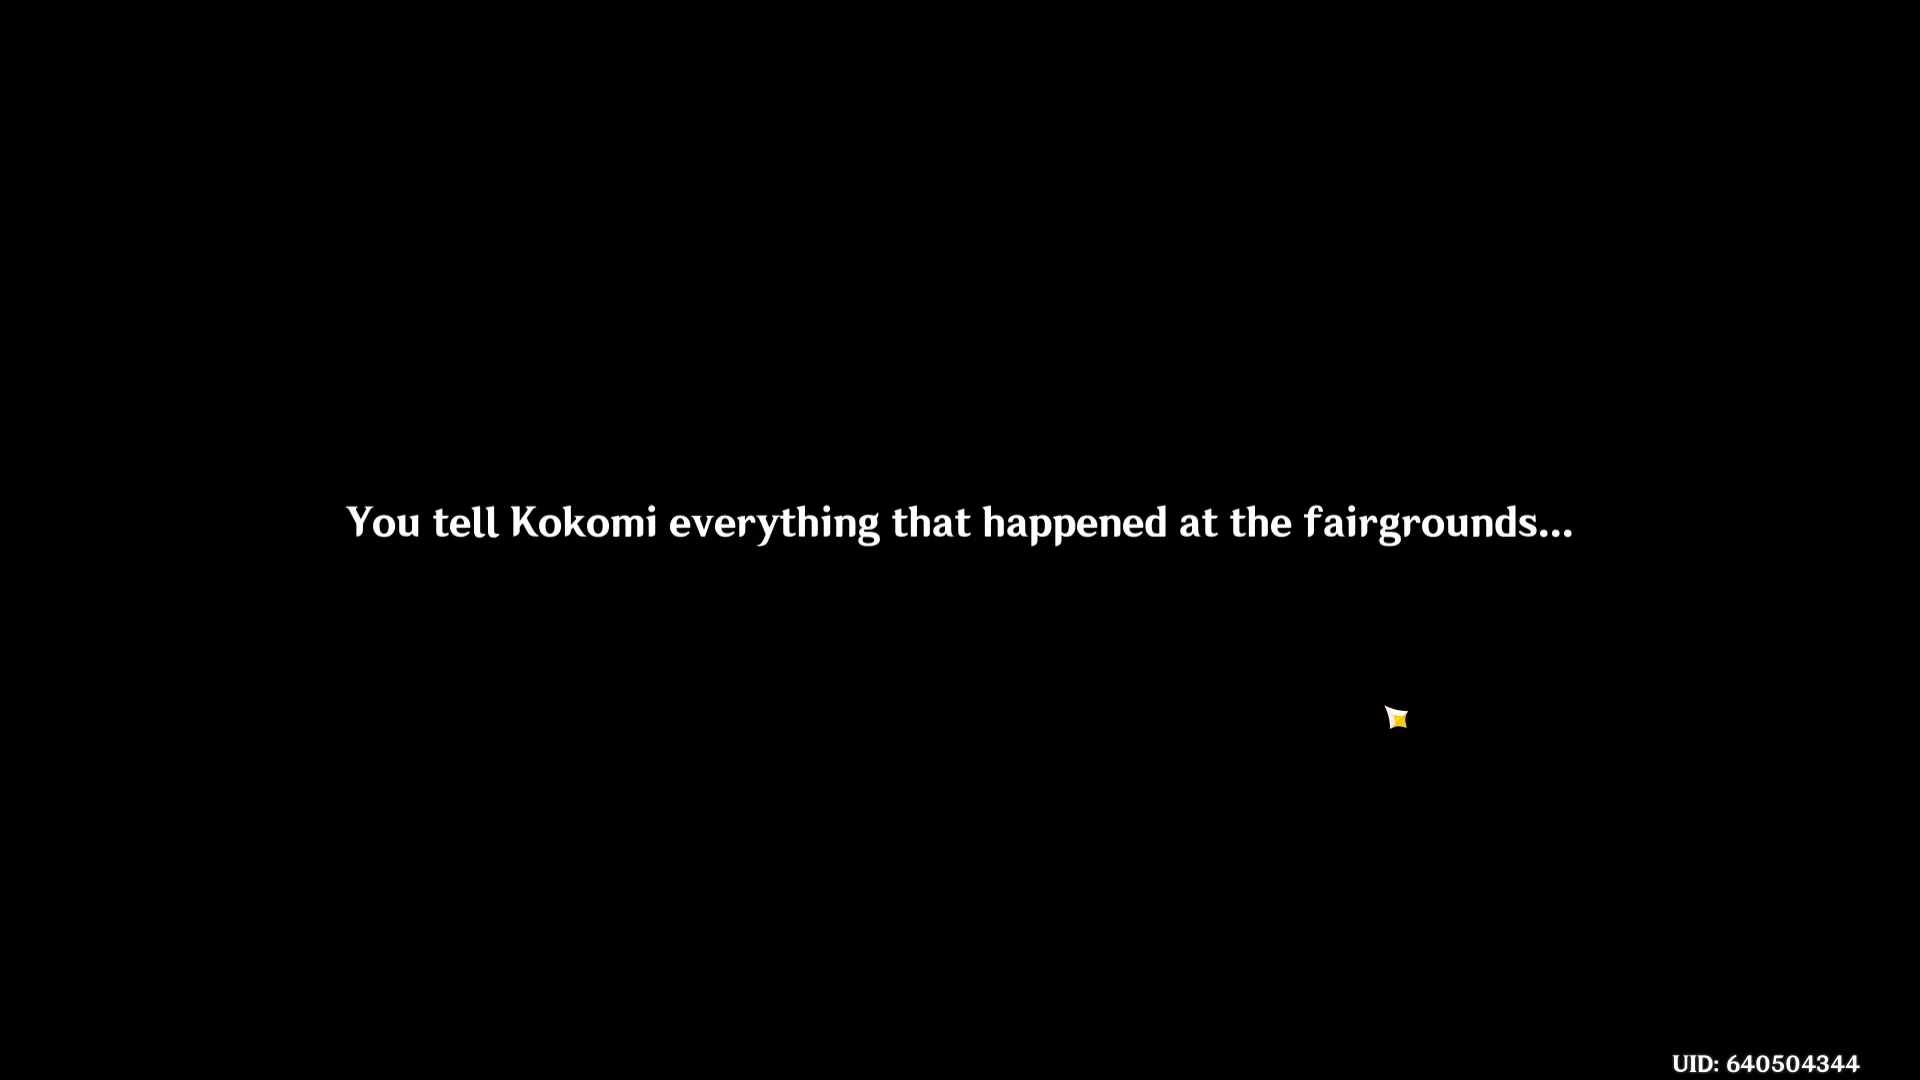 You tell Kokomi everything that happened at the fairgrounds...
UID: 640504344